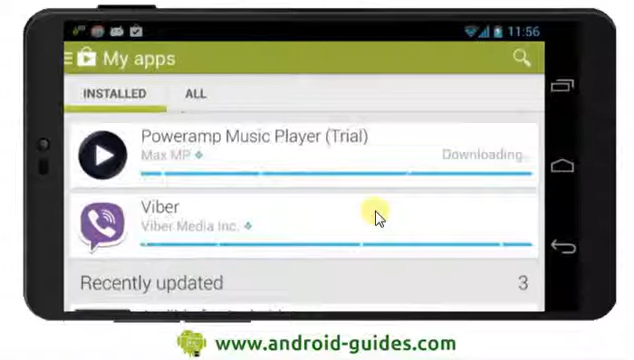 11:56
My apps
INSTALLED ALL
Poweramp Music Player (Trial)
Max MP Downloading..
Viber
Viber Media Inc.
Recently updated 3
www.android-guides.com